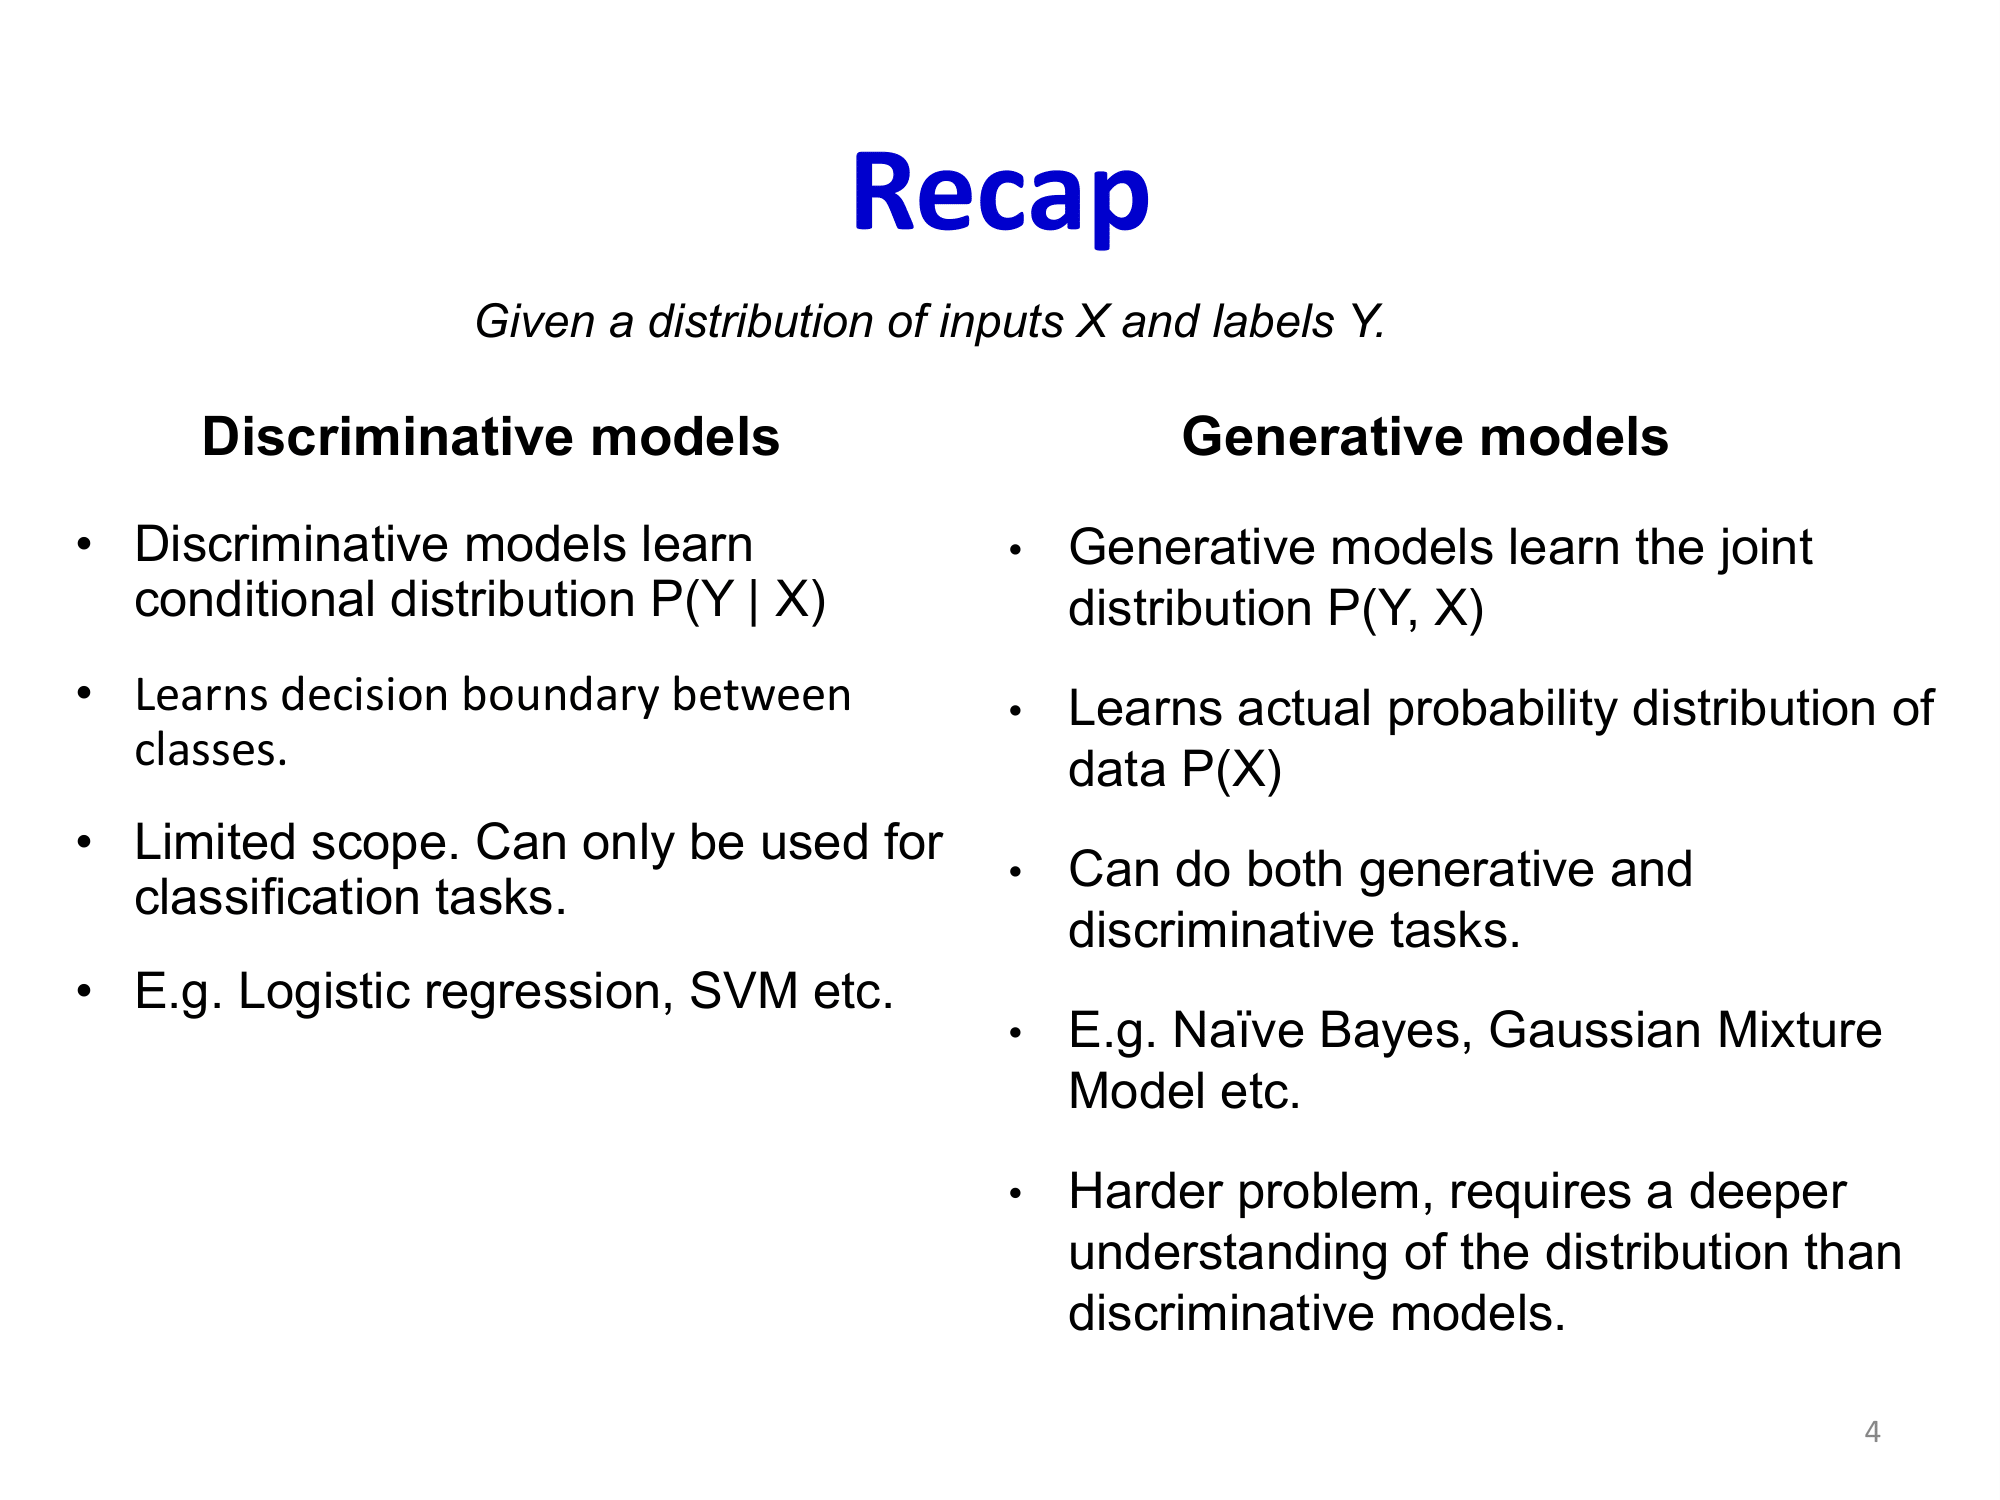 Recap
Given a distribution of inputs X and labels Y.
Discriminative models
• Discriminative models learn
conditional distribution P(Y | X)
• Learns decision boundary between
classes.
• Limited scope. Can only be used for
classification tasks.
• E.g. Logistic regression, SVM etc.
Generative models
• Generative models learn the joint
distribution P(Y, X)
• Learns actual probability distribution of
data P(X)
• Can do both generative and
discriminative tasks.
• E.g. Naïve Bayes, Gaussian Mixture
Model etc.
• Harder problem, requires a deeper
understanding of the distribution than
discriminative models.
4